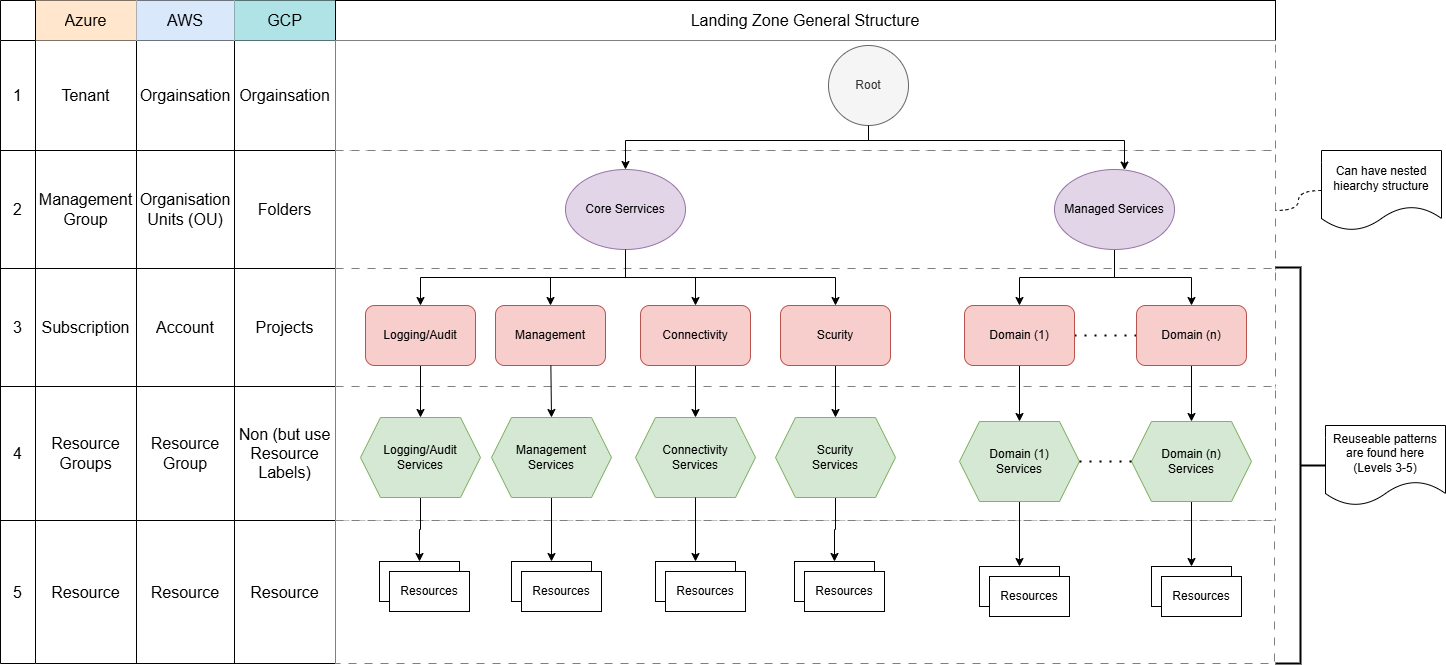 Azure
AWS
GCP
Landing Zone General Structure
1
Tenant
Orgainsation
Orgainsation
Root
2
Management
Group
Organisation
Units (OU)
Folders
Core Serrvices
Managed Services
Can have nested
hiearchy structure
3
Subscription
Account
Projects
Logging/Audit
Management
Connectivity
Scurity
Domain (1)
Domain (n)
4
Resource
Groups
Resource
Group
Non (but use
Resource
Labels)
Logging/Audit
Services
Management
Services
Connectivity
Services
Scurity
Services
Domain (1)
Services
Domain (n)
Services
Reuseable patterns
are found here
(Levels 3-5)
5
Resource
Resource
Resource
Resources
Resources
Resources
Resources
Resources
Resources